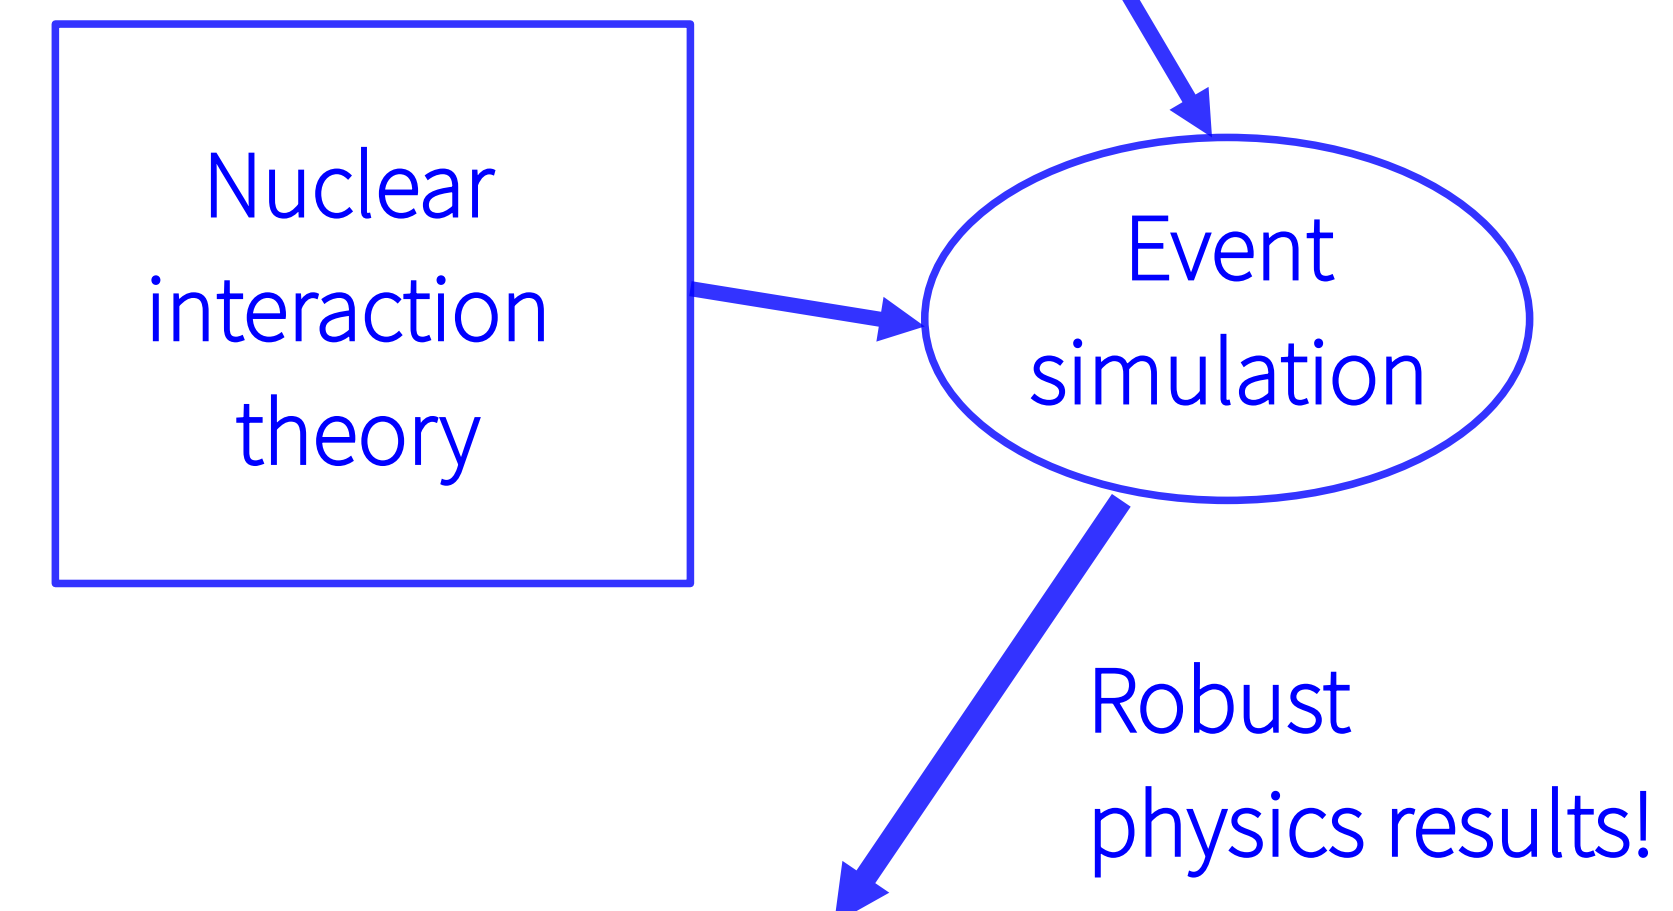 Nuclear
interaction
theory
Event
simulation
Robust
physics results!